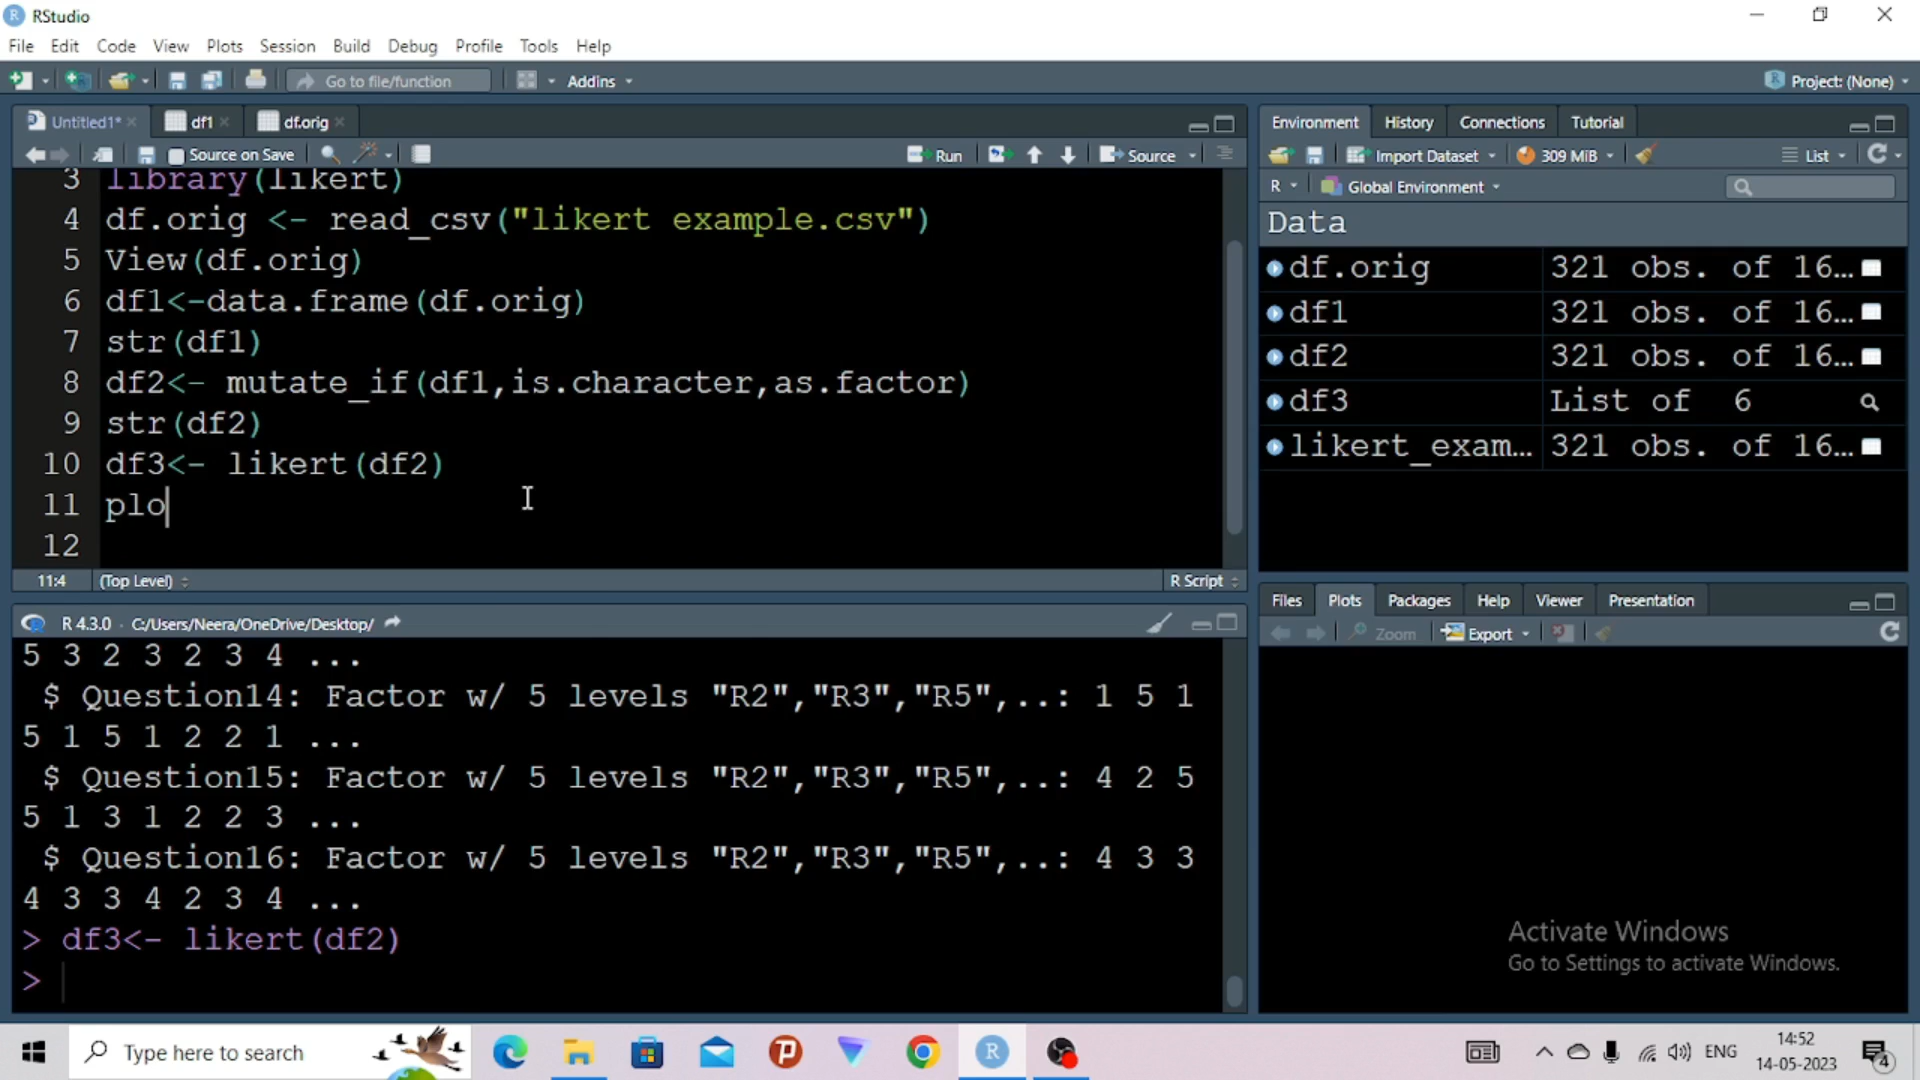 RStudio
File Edit Code View Plots Session Build Debug Profile Tools Help
Go to file/function Addins Project: (None)
Untitled1* df1 df.orig
Source on Save Run Source
3 library(likert)
4 df.orig <- read_csv("likert example.csv")
5 View(df.orig)
6 df1<-data.frame(df.orig)
7 str(df1)
8 df2<- mutate_if(df1,is.character,as.factor)
9 str(df2)
10 df3<- likert(df2)
11 plo
12
11:4 (Top Level) R Script
R 4.3.0 · C:/Users/Neera/OneDrive/Desktop/
5 3 2 3 2 3 4 ...
$ Question14: Factor w/ 5 levels "R2","R3","R5",..: 1 5 1
5 1 5 1 2 2 1 ...
$ Question15: Factor w/ 5 levels "R2","R3","R5",..: 4 2 5
5 1 3 1 2 2 3 ...
$ Question16: Factor w/ 5 levels "R2","R3","R5",..: 4 3 3
4 3 3 4 2 3 4 ...
> df3<- likert(df2)
>
Environment History Connections Tutorial
Import Dataset 309 MiB List
R Global Environment
Data
df.orig 321 obs. of 16…
df1 321 obs. of 16…
df2 321 obs. of 16…
df3 List of 6
likert_exam… 321 obs. of 16…
Files Plots Packages Help Viewer Presentation
Zoom Export
Activate Windows
Go to Settings to activate Windows.
Type here to search
ENG
14:52
14-05-2023
4